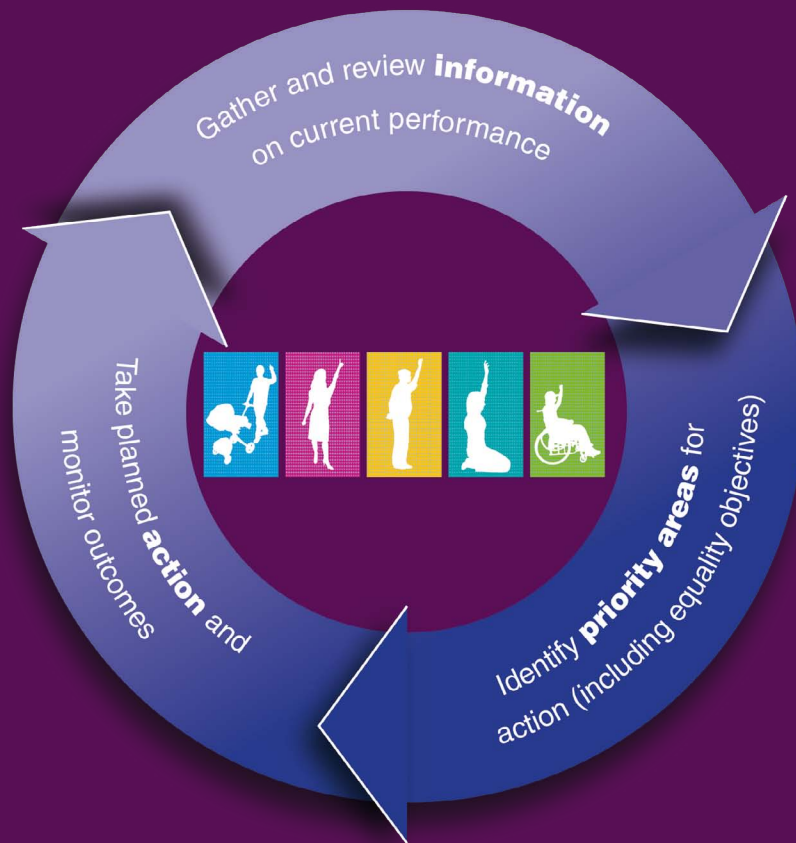 Gather and review information
on current performance
Identify priority areas for
action (including equality objectives)
Take planned action and
monitor outcomes